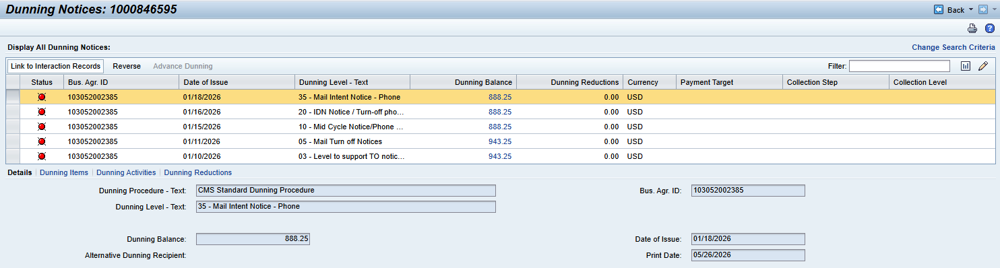 Dunning Notices: 1000846595 Back
Display All Dunning Notices: Change Search Criteria
Link to Interaction Records Reverse Advance Dunning Filter:
Status Bus. Agr. ID Date of Issue Dunning Level - Text Dunning Balance Dunning Reductions Currency Payment Target Collection Step Collection Level
103052002385 01/18/2026 35 - Mail Intent Notice - Phone 888.25 0.00 USD
103052002385 01/16/2026 20 - IDN Notice / Turn-off pho... 888.25 0.00 USD
103052002385 01/15/2026 10 - Mid Cycle Notice/Phone ... 888.25 0.00 USD
103052002385 01/11/2026 05 - Mail Turn off Notices 943.25 0.00 USD
103052002385 01/10/2026 03 - Level to support TO notic... 943.25 0.00 USD
Details Dunning Items Dunning Activities Dunning Reductions
Dunning Procedure - Text: CMS Standard Dunning Procedure Bus. Agr. ID: 103052002385
Dunning Level - Text: 35 - Mail Intent Notice - Phone
Dunning Balance: 888.25 Date of Issue: 01/18/2026
Alternative Dunning Recipient: Print Date: 05/26/2026